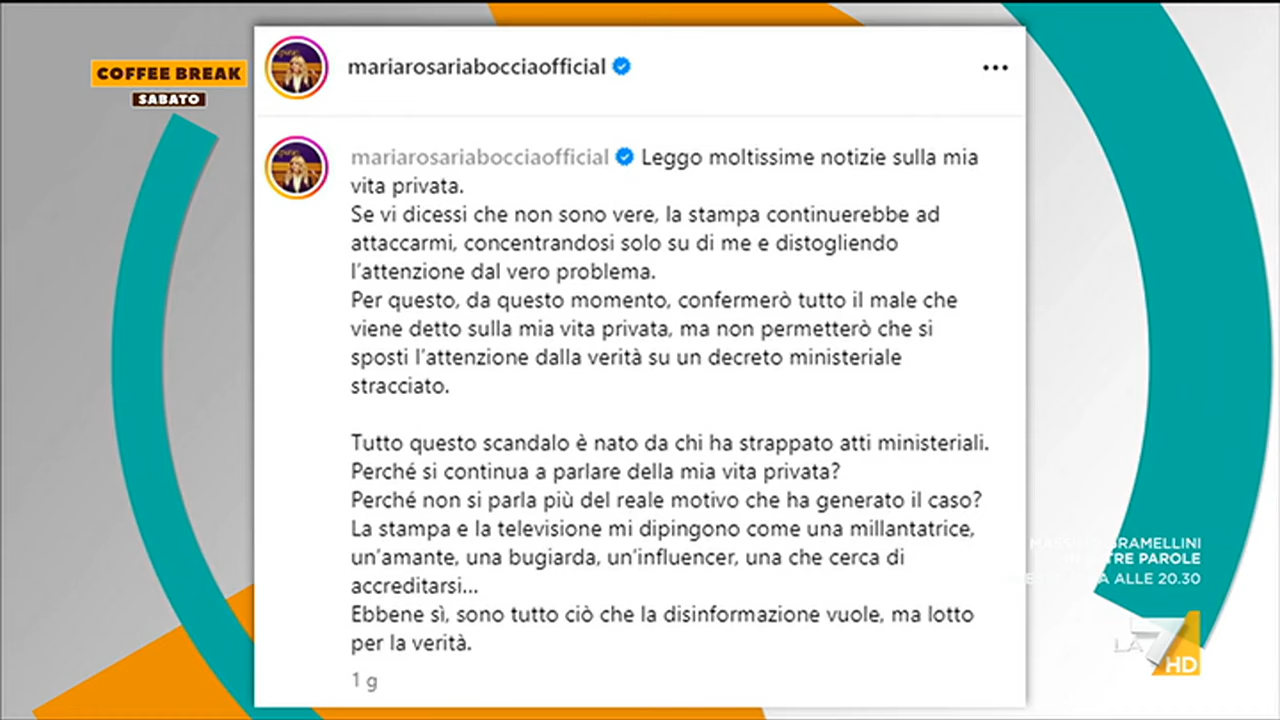 COFFEE BREAK
SABATO
mariarosariabocciaofficial
mariarosariabocciaofficial Leggo moltissime notizie sulla mia
vita privata.
Se vi dicessi che non sono vere, la stampa continuerebbe ad
attaccarmi, concentrandosi solo su di me e distogliendo
l'attenzione dal vero problema.
Per questo, da questo momento, confermerò tutto il male che
viene detto sulla mia vita privata, ma non permetterò che si
sposti l'attenzione dalla verità su un decreto ministeriale
stracciato.
Tutto questo scandalo è nato da chi ha strappato atti ministeriali.
Perché si continua a parlare della mia vita privata?
Perché non si parla più del reale motivo che ha generato il caso?
La stampa e la televisione mi dipingono come una millantatrice,
un'amante, una bugiarda, un'influencer, una che cerca di
accreditarsi...
Ebbene sì, sono tutto ciò che la disinformazione vuole, ma lotto
per la verità.
1 g
GRAMELLINI
TRE PAROLE
A ALLE 20.30
LA7
HD